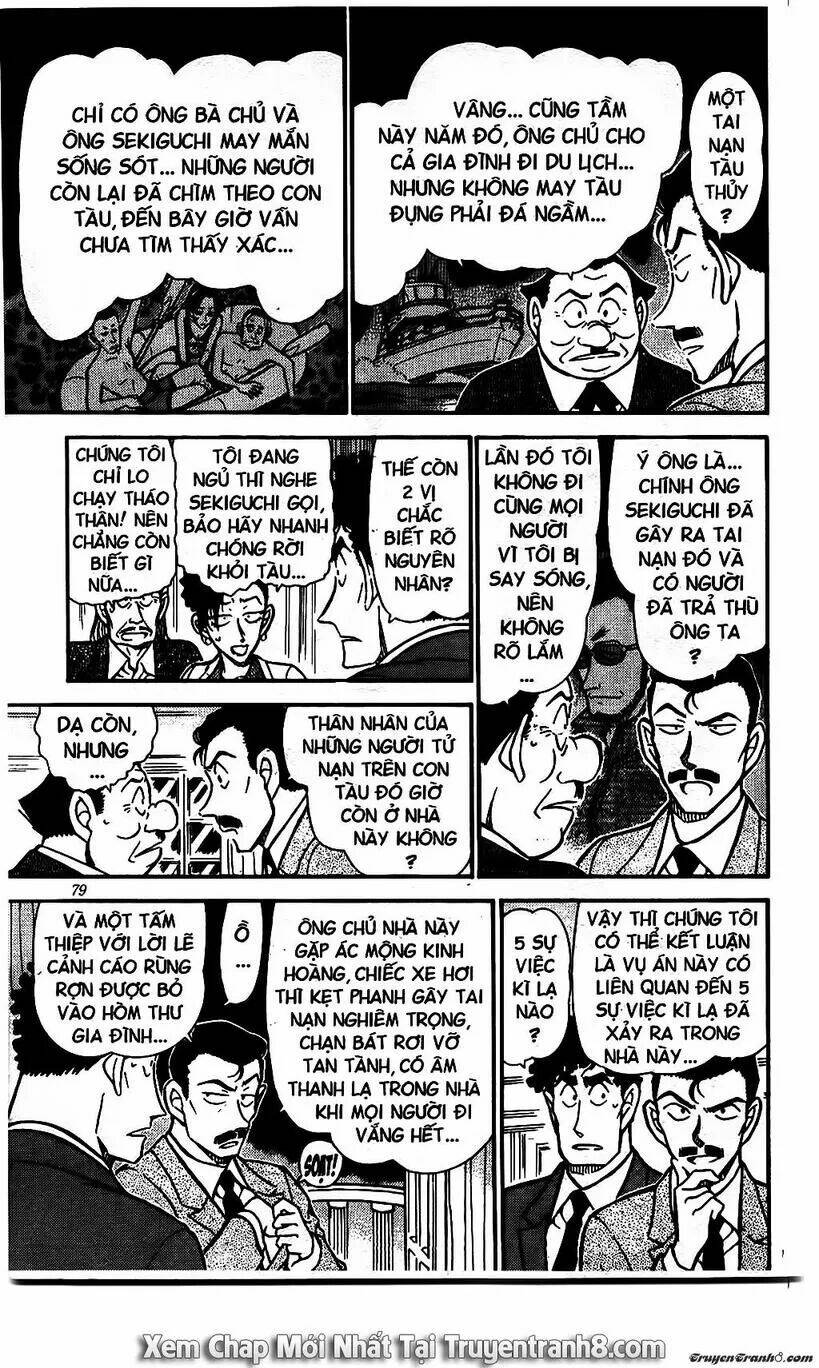 MỘT
TAI
NẠN
TÀU
THỦY
?
VÂNG... CŨNG TẦM
NÀY NĂM ĐÓ, ÔNG CHỦ CHO
CẢ GIA ĐÌNH ĐI DU LỊCH...
NHƯNG KHÔNG MAY TÀU
ĐỤNG PHẢI ĐÁ NGẦM...
CHỈ CÓ ÔNG BÀ CHỦ VÀ
ÔNG SEKIGUCHI MAY MẮN
SỐNG SÓT... NHỮNG NGƯỜI
CÒN LẠI ĐÃ CHÌM THEO CON
TÀU, ĐẾN BÂY GIỜ VẪN
CHƯA TÌM THẤY XÁC...
Ý ÔNG LÀ...
CHÍNH ÔNG
SEKIGUCHI ĐÃ
GÂY RA TAI
NẠN ĐÓ VÀ
CÓ NGƯỜI
ĐÃ TRẢ THÙ
ÔNG TA
?
LẦN ĐÓ TÔI
KHÔNG ĐI
CÙNG MỌI
NGƯỜI
VÌ TÔI BỊ
SAY SÓNG,
NÊN
KHÔNG
RÕ LẮM
...
THẾ CÒN
2 VỊ
CHẮC
BIẾT RÕ
NGUYÊN
NHÂN?
TÔI ĐANG
NGỦ THÌ NGHE
SEKIGUCHI GỌI,
BẢO HÃY NHANH
CHÓNG RỜI
KHỎI TÀU...
CHÚNG TÔI
CHỈ LO
CHẠY THÁO
THÂN! NÊN
CHẲNG CÒN
BIẾT GÌ
NỮA...
THÂN NHÂN CỦA
NHỮNG NGƯỜI TỬ
NẠN TRÊN CON
TÀU ĐÓ GIỜ
CÒN Ở NHÀ
NÀY KHÔNG
?
DẠ CÒN,
NHƯNG
...
79
VẬY THÌ CHÚNG TÔI
CÓ THỂ KẾT LUẬN
LÀ VỤ ÁN NÀY CÓ
LIÊN QUAN ĐẾN 5
SỰ VIỆC KÌ LẠ ĐÃ
XẢY RA TRONG
NHÀ NÀY...
5 SỰ
VIỆC
KÌ LẠ
NÀO
?
ÔNG CHỦ NHÀ NÀY
GẶP ÁC MỘNG KINH
HOÀNG, CHIẾC XE HƠI
THÌ KẸT PHANH GÂY TAI
NẠN NGHIÊM TRỌNG,
CHẠN BÁT RƠI VỠ
TAN TÀNH, CÓ ÂM
THANH LẠ TRONG NHÀ
KHI MỌI NGƯỜI ĐI
VẮNG HẾT...
SOẠT!
Ồ
...
VÀ MỘT TẤM
THIỆP VỚI LỜI LẼ
CẢNH CÁO RÙNG
RỢN ĐƯỢC BỎ
VÀO HÒM THƯ
GIA ĐÌNH...
Xem Chap Mới Nhất Tại Truyentranh8.com
TruyenTranh8.com